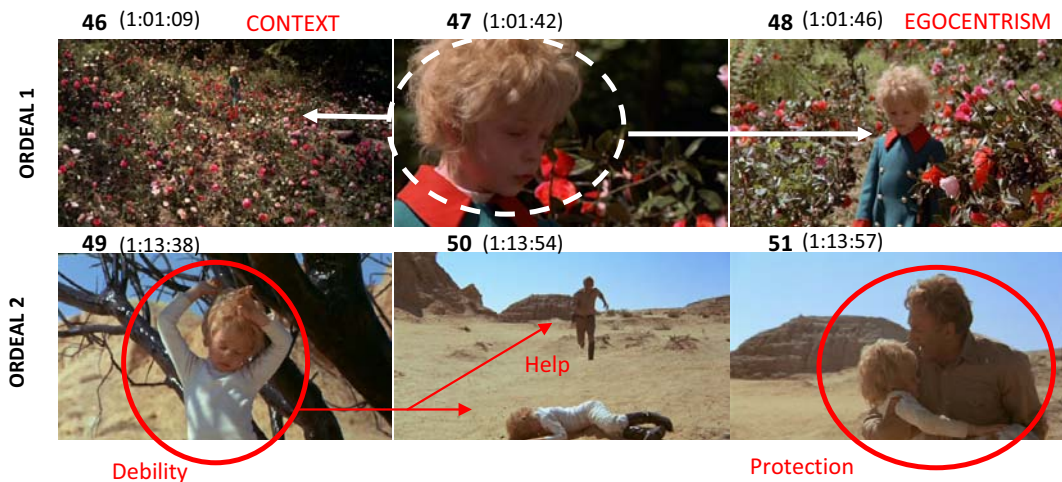 46 (1:01:09) CONTEXT 47 (1:01:42) 48 (1:01:46) EGOCENTRISM
ORDEAL 1
49 (1:13:38) 50 (1:13:54) 51 (1:13:57)
ORDEAL 2
Help
Debility
Protection